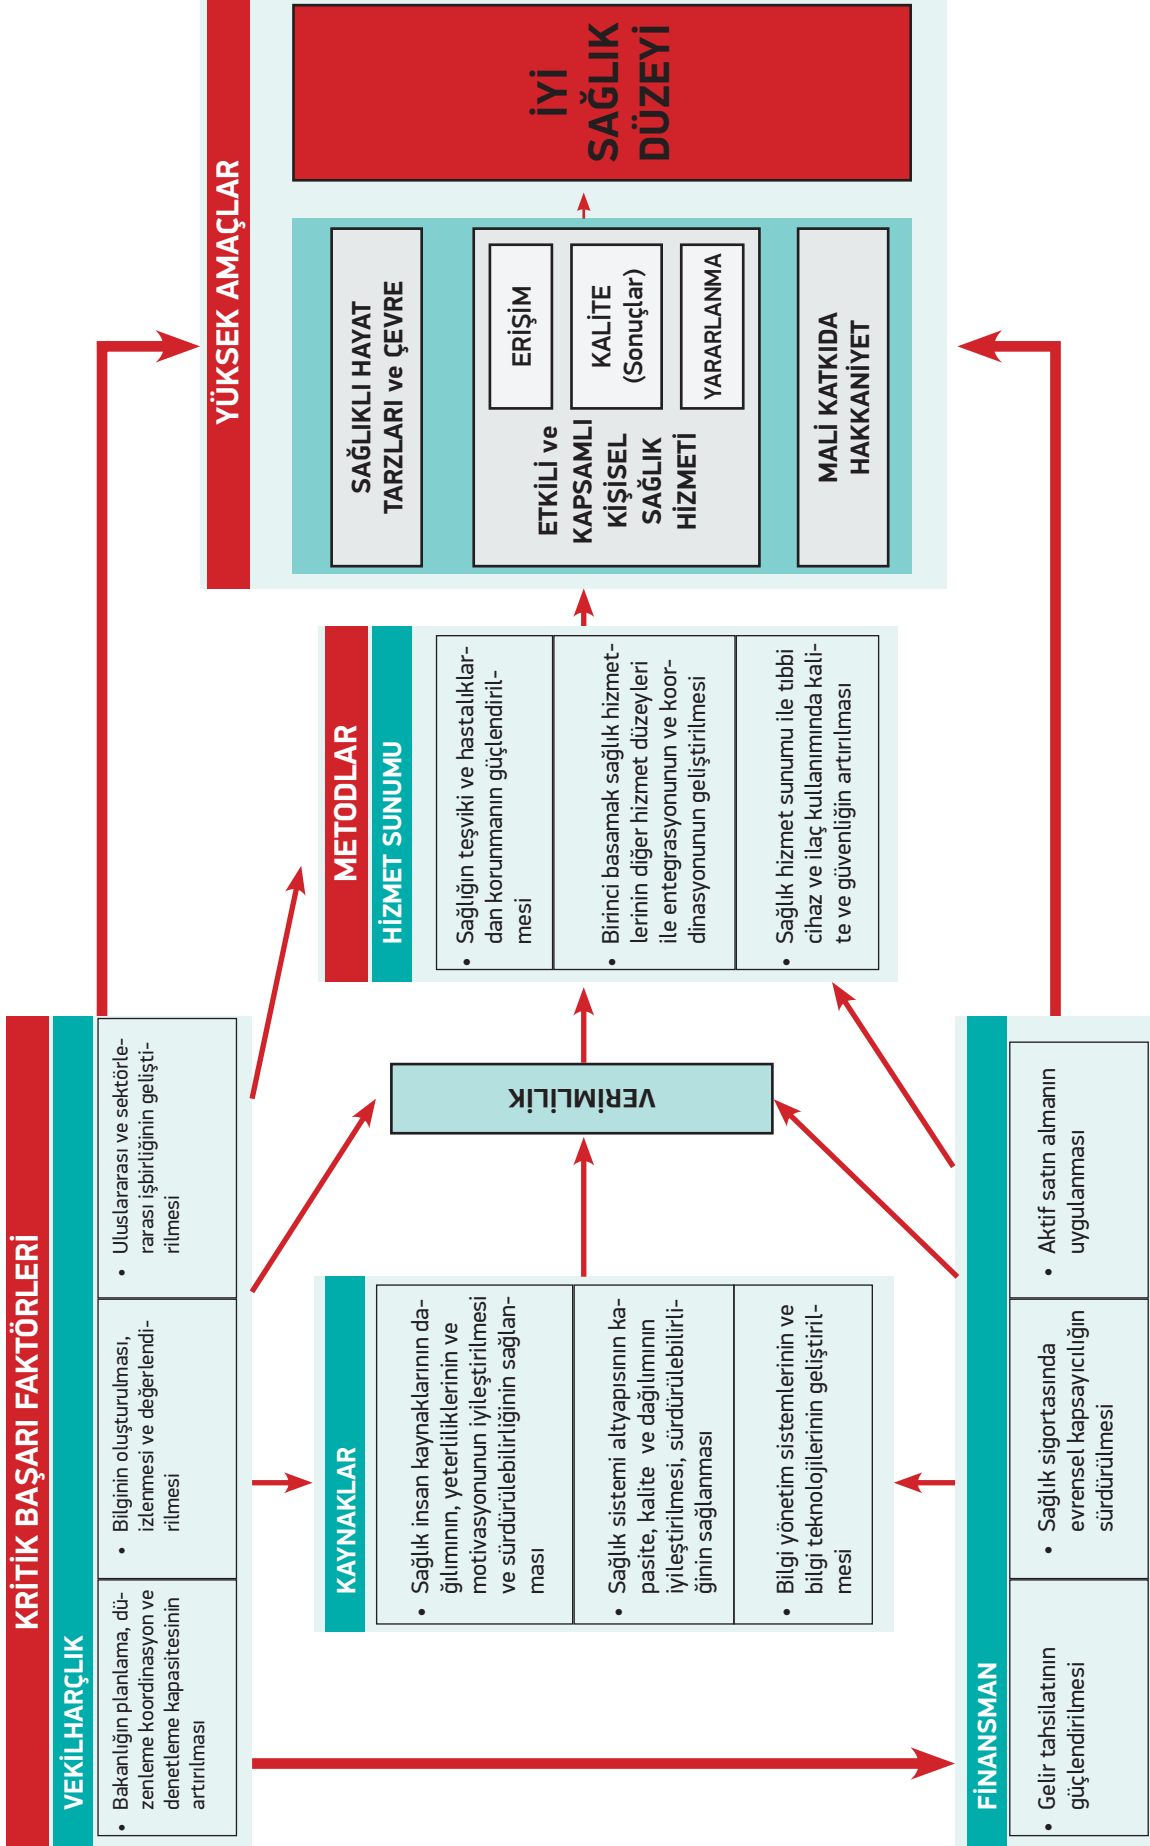 KRİTİK BAŞARI FAKTÖRLERİ
VEKİLHARÇLIK
• Bakanlığın planlama, dü-
zenleme koordinasyon ve
denetleme kapasitesinin
artırılması
• Bilginin oluşturulması,
izlenmesi ve değerlendi-
rilmesi
• Uluslararası ve sektörle-
rarası işbirliğinin gelişti-
rilmesi
KAYNAKLAR
• Sağlık insan kaynaklarının da-
ğılımının, yeterliliklerinin ve
motivasyonunun iyileştirilmesi
ve sürdürülebilirliğinin sağlan-
ması
• Sağlık sistemi altyapısının ka-
pasite, kalite ve dağılımının
iyileştirilmesi, sürdürülebilirli-
ğinin sağlanması
• Bilgi yönetim sistemlerinin ve
bilgi teknolojilerinin geliştiril-
mesi
VERİMLİLİK
FİNANSMAN
• Gelir tahsilatının
güçlendirilmesi
• Sağlık sigortasında
evrensel kapsayıcılığın
sürdürülmesi
• Aktif satın almanın
uygulanması
METODLAR
HİZMET SUNUMU
• Sağlığın teşviki ve hastalıklar-
dan korunmanın güçlendiril-
mesi
• Birinci basamak sağlık hizmet-
lerinin diğer hizmet düzeyleri
ile entegrasyonunun ve koor-
dinasyonunun geliştirilmesi
• Sağlık hizmet sunumu ile tıbbi
cihaz ve ilaç kullanımında kali-
te ve güvenliğin artırılması
YÜKSEK AMAÇLAR
SAĞLIKLI HAYAT
TARZLARI ve ÇEVRE
ETKİLİ ve
KAPSAMLI
KİŞİSEL
SAĞLIK
HİZMETİ
ERİŞİM
KALİTE
(Sonuçlar)
YARARLANMA
MALİ KATKIDA
HAKKANİYET
İYİ
SAĞLIK
DÜZEYİ